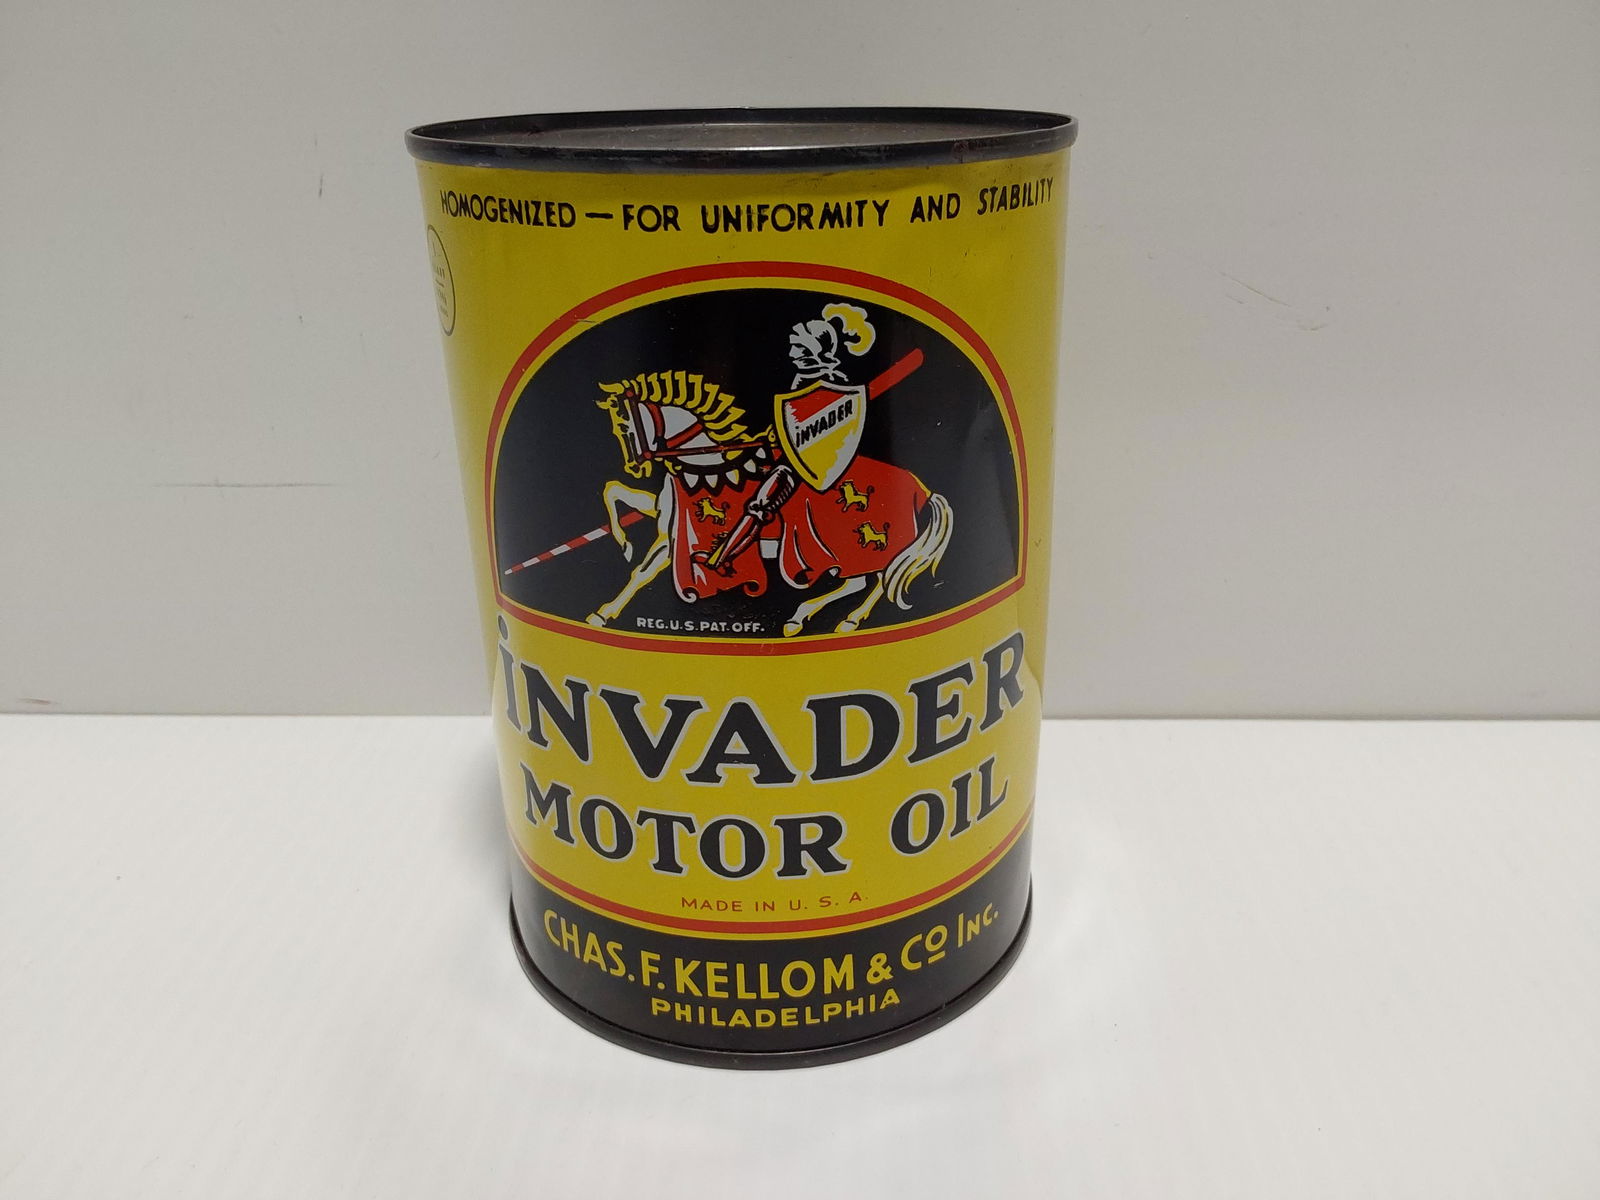 HOMOGENIZED — FOR UNIFORMITY AND STABILITY
iNVADER
REG.U.S.PAT.OFF.
iNVADER
MOTOR OIL
MADE IN U. S. A.
CHAS. F. KELLOM & CO INC.
PHILADELPHIA